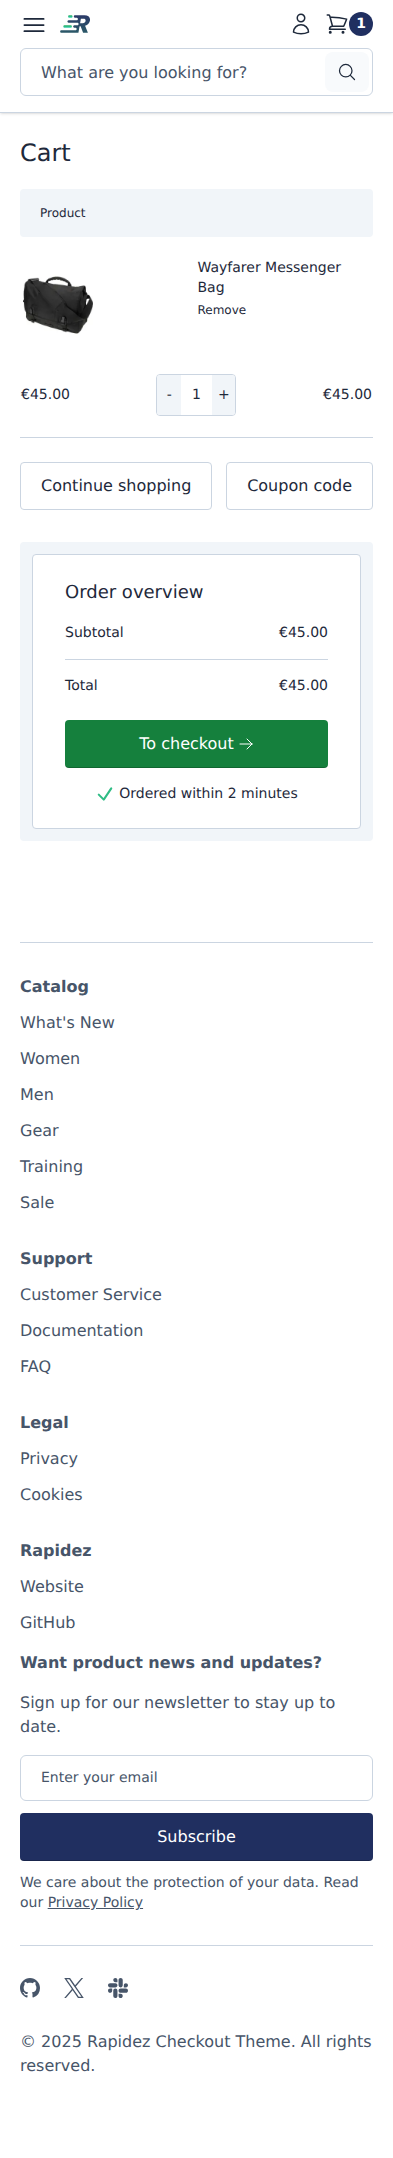 R
1
What are you looking for?
Cart
Product
Wayfarer Messenger
Bag
Remove
€45.00
- 1 +
€45.00
Continue shopping
Coupon code
Order overview
Subtotal €45.00
Total €45.00
To checkout
Ordered within 2 minutes
Catalog
What's New
Women
Men
Gear
Training
Sale
Support
Customer Service
Documentation
FAQ
Legal
Privacy
Cookies
Rapidez
Website
GitHub
Want product news and updates?
Sign up for our newsletter to stay up to
date.
Enter your email
Subscribe
We care about the protection of your data. Read
our Privacy Policy
© 2025 Rapidez Checkout Theme. All rights
reserved.